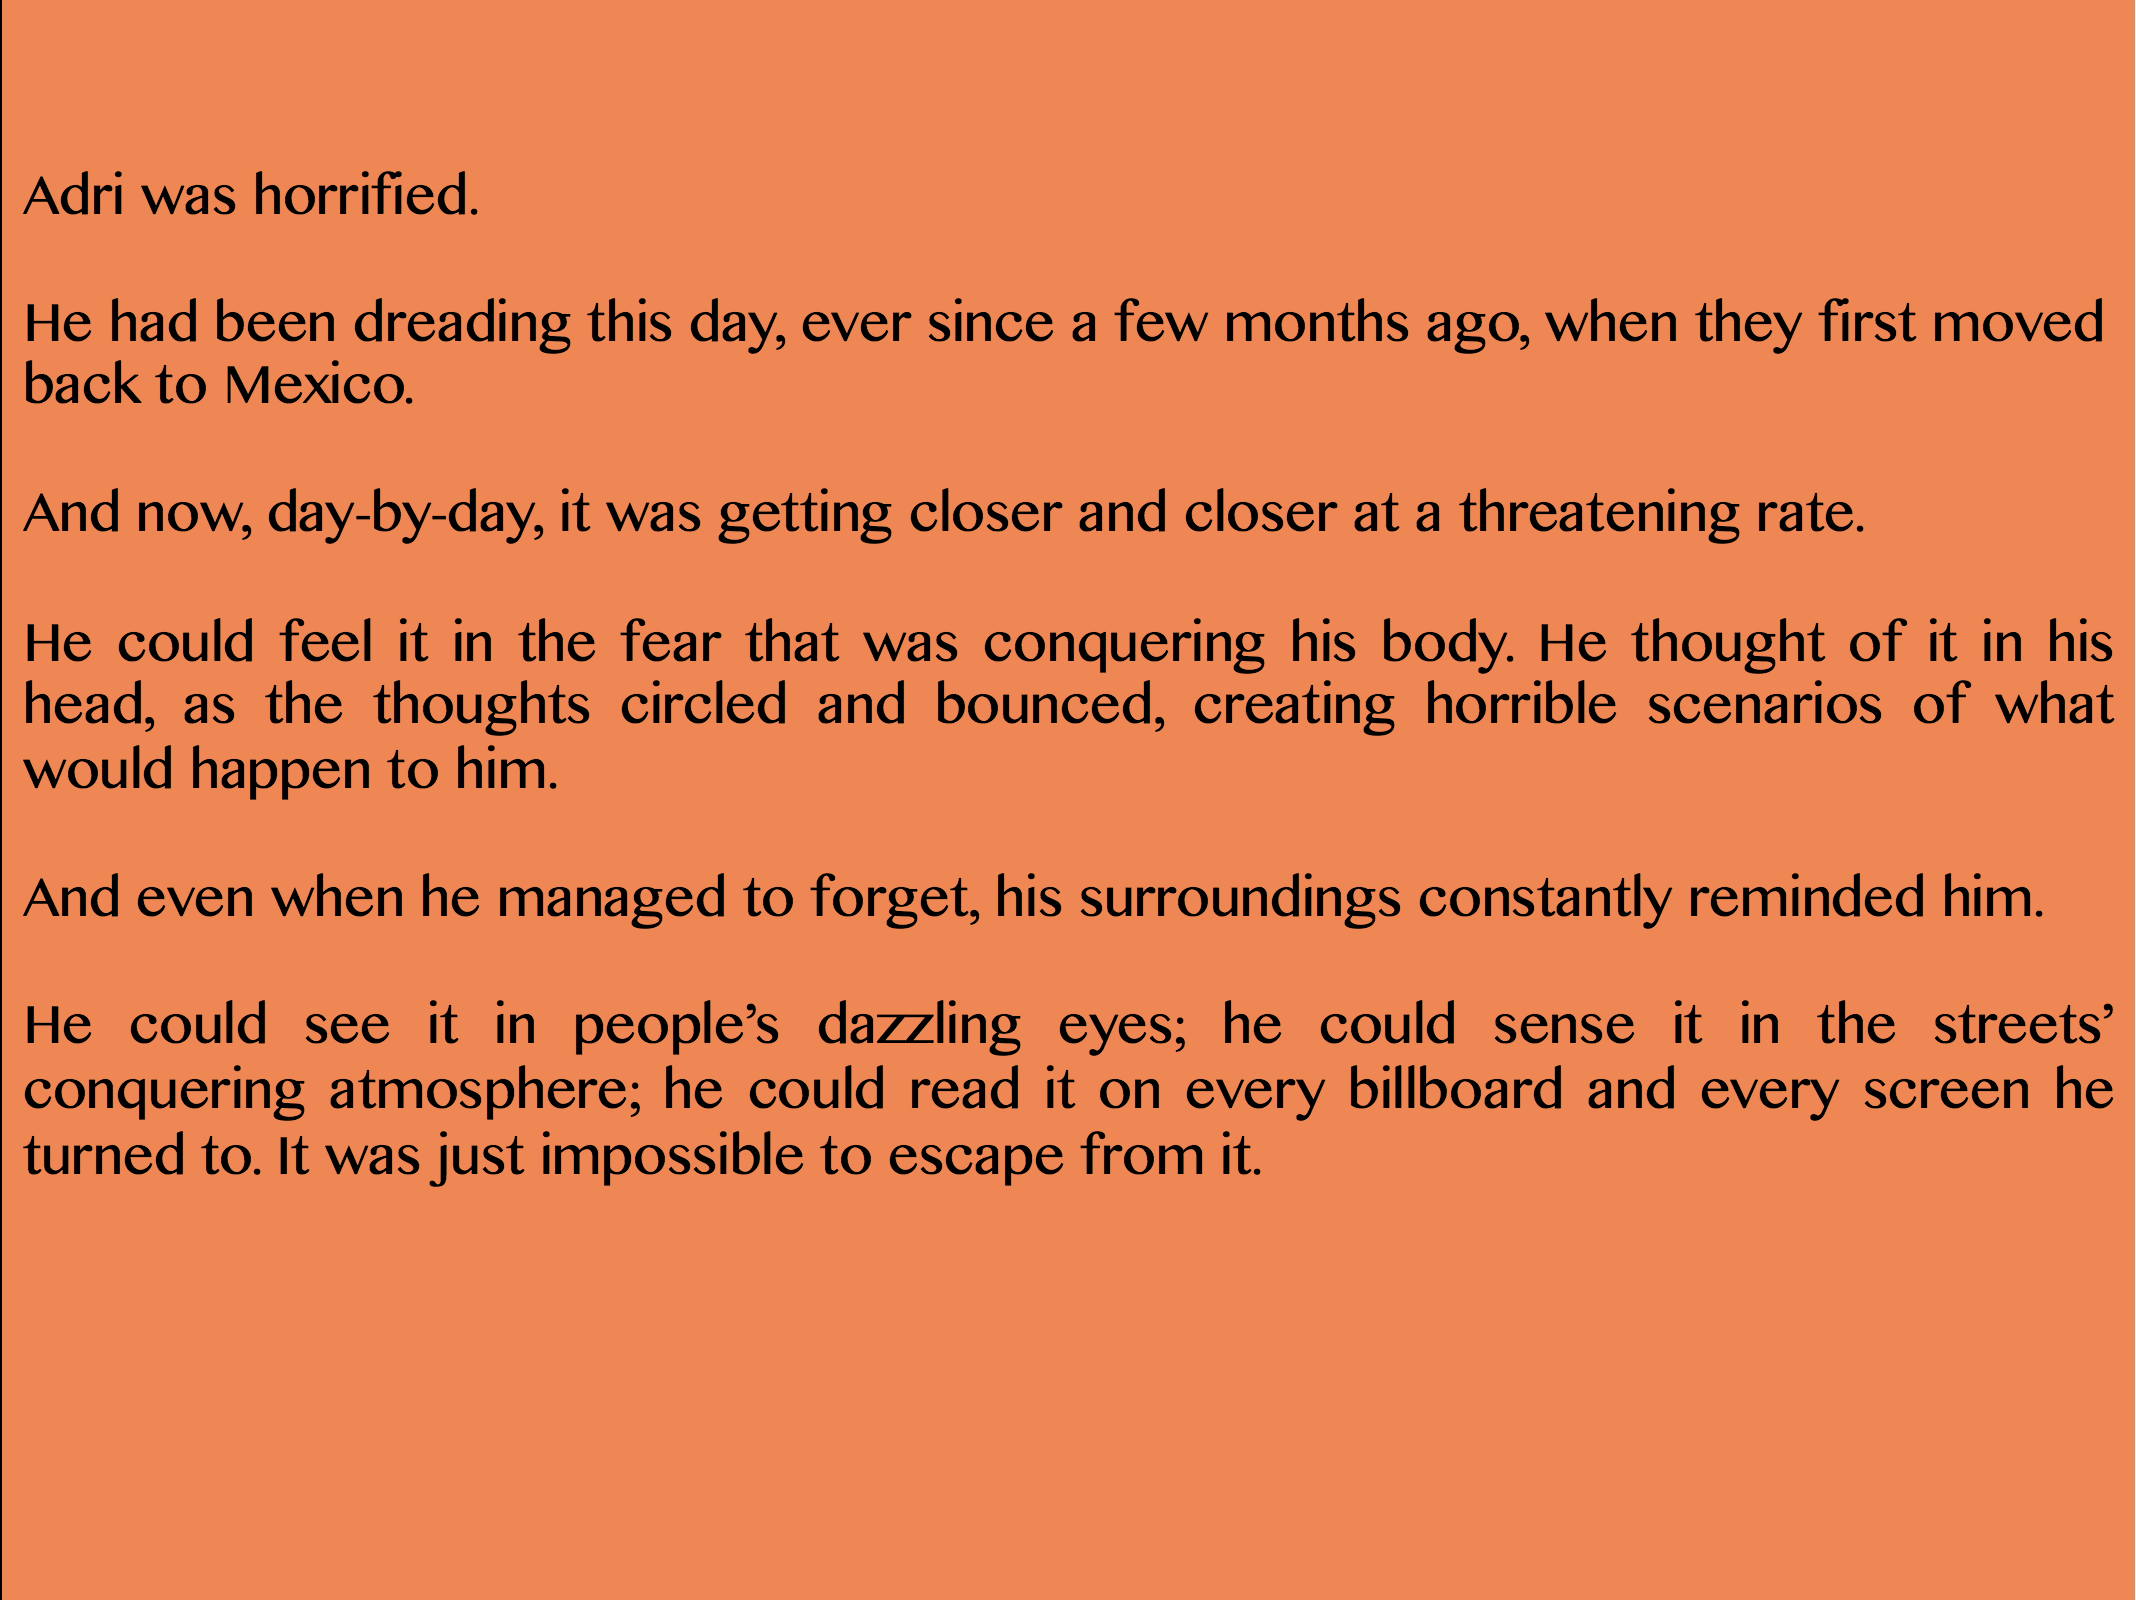 Adri was horrified.
He had been dreading this day, ever since a few months ago, when they first moved
back to Mexico.
And now, day-by-day, it was getting closer and closer at a threatening rate.
He could feel it in the fear that was conquering his body. He thought of it in his
head, as the thoughts circled and bounced, creating horrible scenarios of what
would happen to him.
And even when he managed to forget, his surroundings constantly reminded him.
He could see it in people’s dazzling eyes; he could sense it in the streets’
conquering atmosphere; he could read it on every billboard and every screen he
turned to. It was just impossible to escape from it.